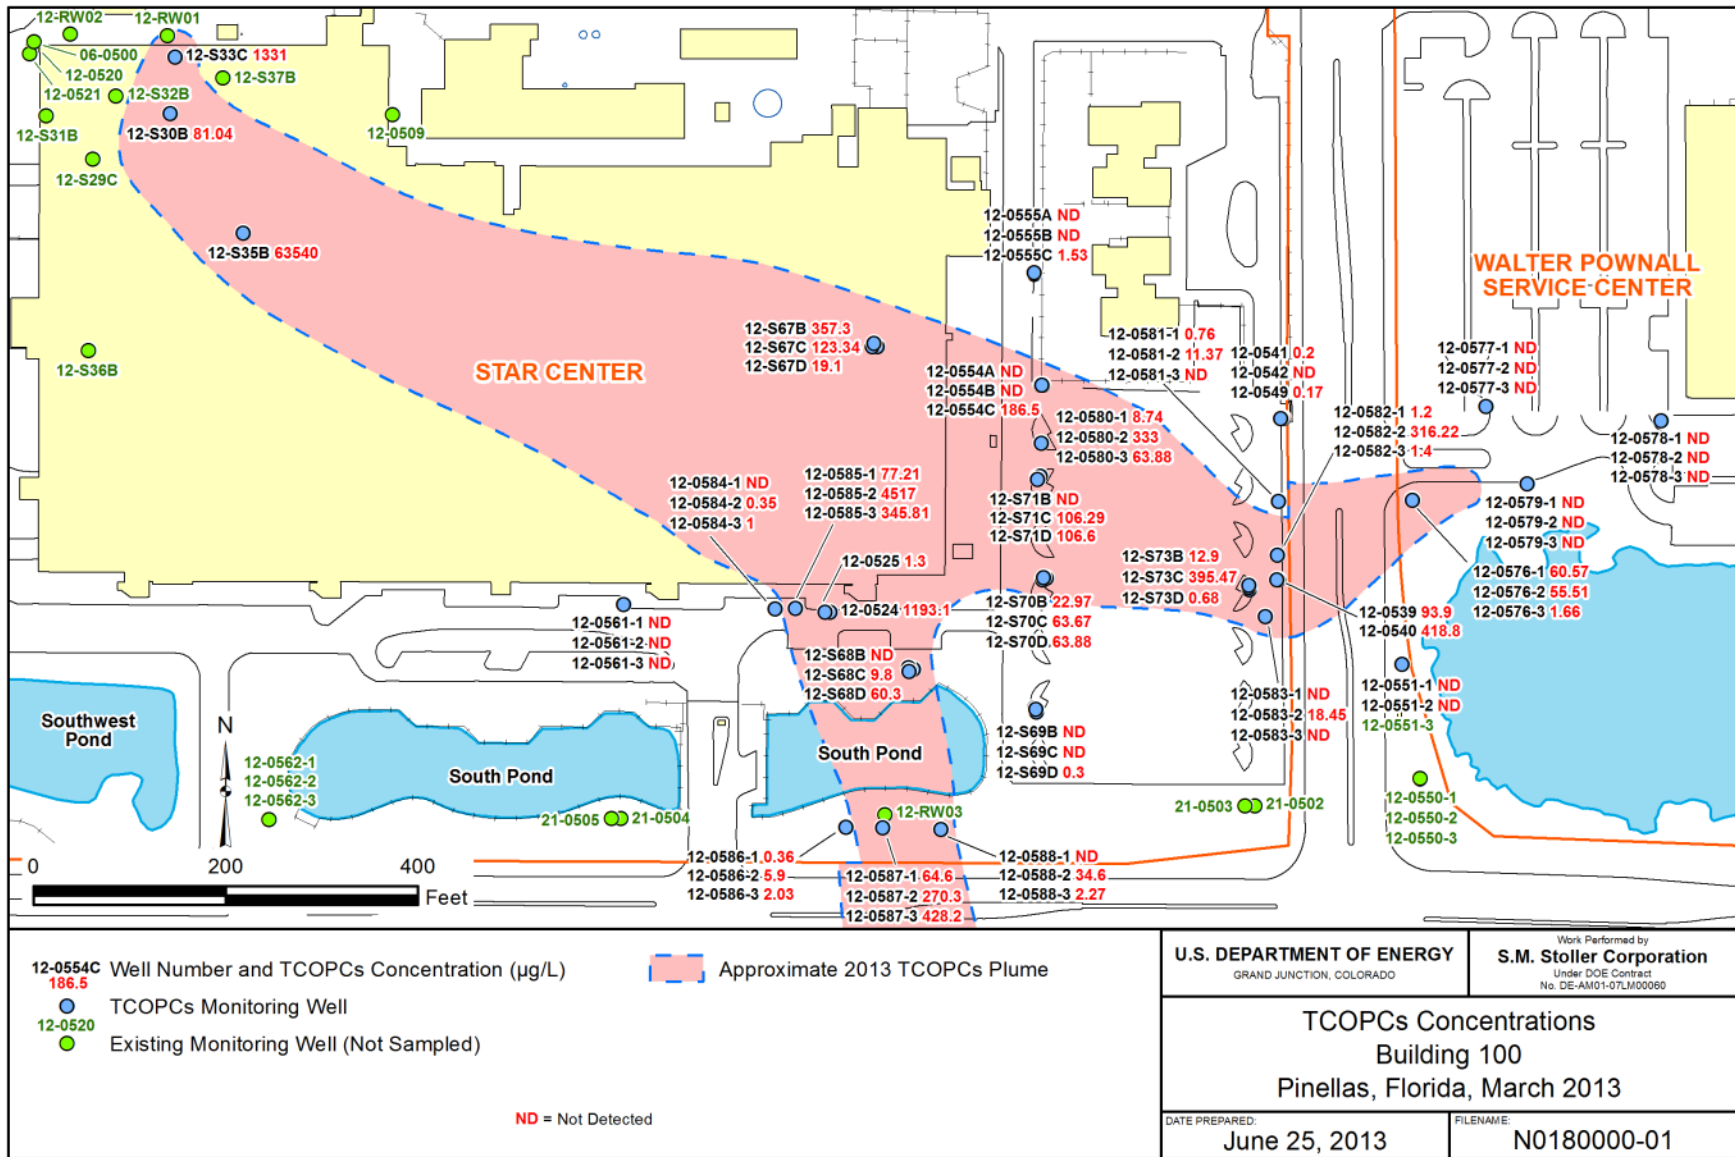 12-RW02
12-RW01
06-0500
12-S33C 1331
12-0520
12-S37B
12-0521
12-S32B
12-S31B
12-S30B 81.04
12-0509
12-S29C
12-S35B 63540
12-S36B
STAR CENTER
12-0555A ND
12-0555B ND
12-0555C 1.53
WALTER POWNALL
SERVICE CENTER
12-S67B 357.3
12-S67C 123.34
12-S67D 19.1
12-0554A ND
12-0554B ND
12-0554C 186.5
12-0581-1 0.76
12-0581-2 11.37
12-0581-3 ND
12-0541 0.2
12-0542 ND
12-0549 0.17
12-0577-1 ND
12-0577-2 ND
12-0577-3 ND
12-0580-1 8.74
12-0580-2 333
12-0580-3 63.88
12-0582-1 1.2
12-0582-2 316.22
12-0582-3 1.4
12-0578-1 ND
12-0578-2 ND
12-0578-3 ND
12-0584-1 ND
12-0584-2 0.35
12-0584-3 1
12-0585-1 77.21
12-0585-2 4517
12-0585-3 345.81
12-S71B ND
12-S71C 106.29
12-S71D 106.6
12-0579-1 ND
12-0579-2 ND
12-0579-3 ND
12-0525 1.3
12-S73B 12.9
12-S73C 395.47
12-S73D 0.68
12-0576-1 60.57
12-0576-2 55.51
12-0576-3 1.66
12-0524 1193.1
12-S70B 22.97
12-S70C 63.67
12-S70D 63.88
12-0539 93.9
12-0540 418.8
12-0561-1 ND
12-0561-2 ND
12-0561-3 ND
12-S68B ND
12-S68C 9.8
12-S68D 60.3
12-0583-1 ND
12-0583-2 18.45
12-0583-3 ND
12-0551-1 ND
12-0551-2 ND
12-0551-3
Southwest
Pond
N
12-0562-1
12-0562-2
12-0562-3
South Pond
South Pond
12-S69B ND
12-S69C ND
12-S69D 0.3
21-0505
21-0504
12-RW03
21-0503
21-0502
12-0550-1
12-0550-2
12-0550-3
12-0586-1 0.36
12-0586-2 5.9
12-0586-3 2.03
12-0587-1 64.6
12-0587-2 270.3
12-0587-3 428.2
12-0588-1 ND
12-0588-2 34.6
12-0588-3 2.27
0 200 400
Feet
12-0554C
186.5
Well Number and TCOPCs Concentration (µg/L)
TCOPCs Monitoring Well
12-0520
Existing Monitoring Well (Not Sampled)
Approximate 2013 TCOPCs Plume
ND = Not Detected
U.S. DEPARTMENT OF ENERGY
GRAND JUNCTION, COLORADO
Work Performed by
S.M. Stoller Corporation
Under DOE Contract
No. DE-AM01-07LM00060
TCOPCs Concentrations
Building 100
Pinellas, Florida, March 2013
DATE PREPARED:
June 25, 2013
FILENAME:
N0180000-01